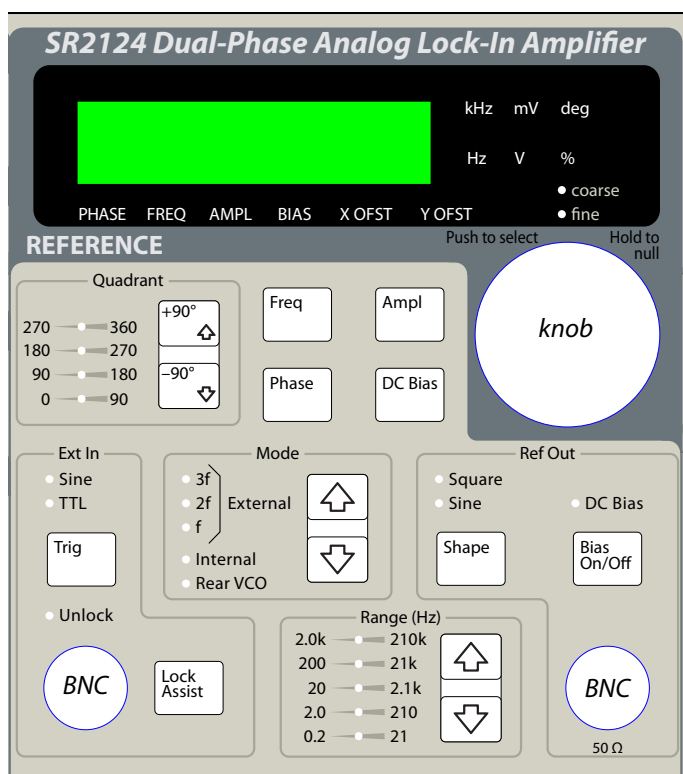 SR2124 Dual-Phase Analog Lock-In Amplifier
kHz mV deg
Hz V %
coarse
fine
PHASE FREQ AMPL BIAS X OFST Y OFST
REFERENCE
Push to select
Hold to
null
knob
Quadrant
270 360
180 270
90 180
0 90
+90°
−90°
Freq
Ampl
Phase
DC Bias
Ext In
Sine
TTL
Trig
Unlock
BNC
Lock
Assist
Mode
3f
2f
f
External
Internal
Rear VCO
Ref Out
Square
Sine
DC Bias
Shape
Bias
On/Off
Range (Hz)
2.0k 210k
200 21k
20 2.1k
2.0 210
0.2 21
BNC
50 Ω